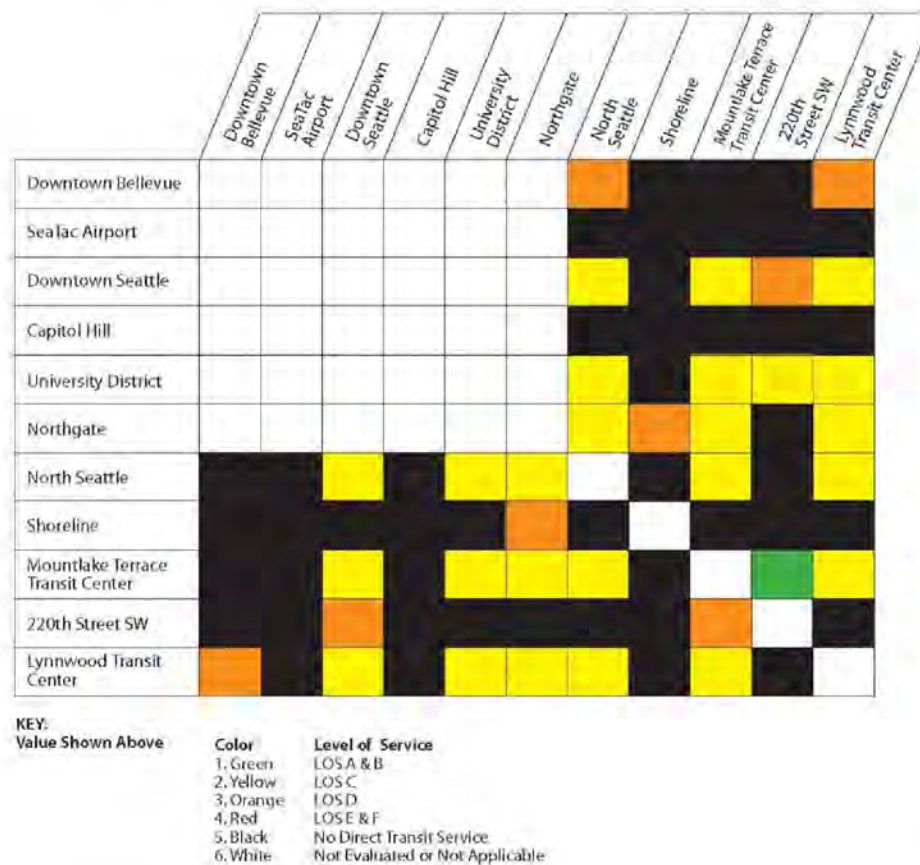 Downtown
Bellevue
SeaTac
Airport
Downtown
Seattle
Capitol Hill
University
District
Northgate
North
Seattle
Shoreline
Mountlake Terrace
Transit Center
220th
Street SW
Lynnwood
Transit Center
Downtown Bellevue
SeaTac Airport
Downtown Seattle
Capitol Hill
University District
Northgate
North Seattle
Shoreline
Mountlake Terrace
Transit Center
220th Street SW
Lynnwood Transit
Center
KEY:
Value Shown Above
Color Level of Service
1. Green LOS A & B
2. Yellow LOS C
3. Orange LOS D
4. Red LOS E & F
5. Black No Direct Transit Service
6. White Not Evaluated or Not Applicable